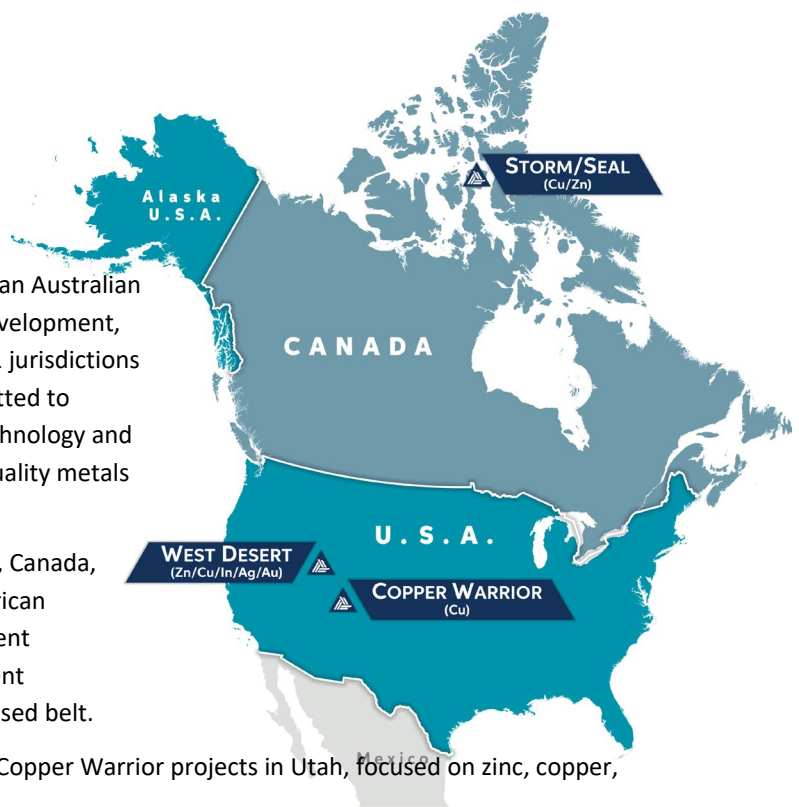 STORM/SEAL
(Cu/Zn)
Alaska
U.S.A.
an Australian
velopment,
jurisdictions
CANADA
tted to
chnology and
uality metals
U.S.A.
, Canada,
WEST DESERT
(Zn/Cu/In/Ag/Au)
rican
COPPER WARRIOR
(Cu)
ent
ent
sed belt.
Mexico
Copper Warrior projects in Utah, focused on zinc, copper,